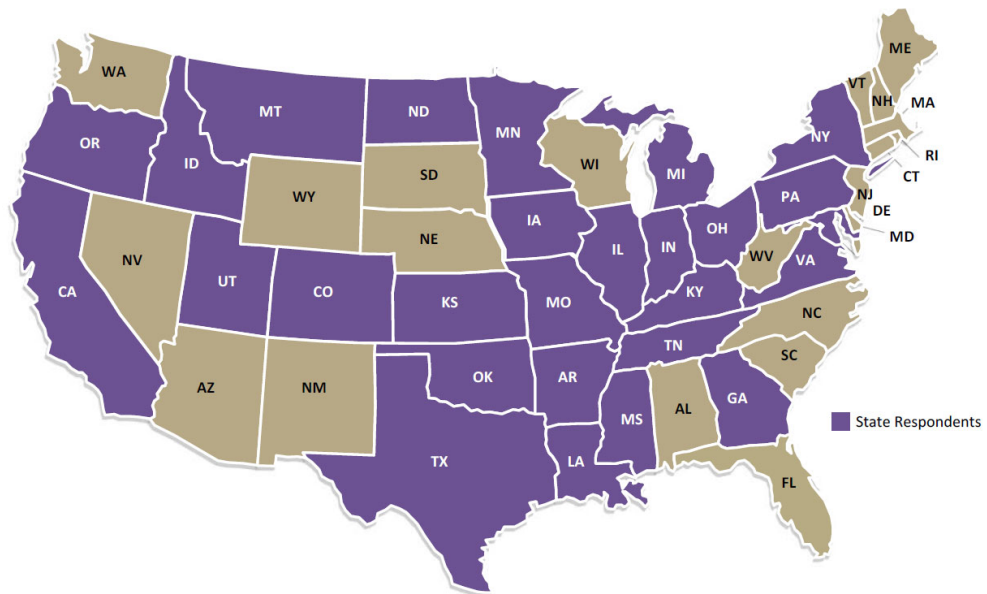 ME
WA
VT
NH
MA
MT
ND
MN
OR
NY
ID
WI
RI
SD
MI
CT
WY
PA
NJ
IA
DE
NE
OH
MD
IL
IN
NV
WV
VA
UT
CA
CO
KS
MO
KY
NC
TN
SC
OK
AR
AZ
NM
GA
MS
AL
State Respondents
TX
LA
FL